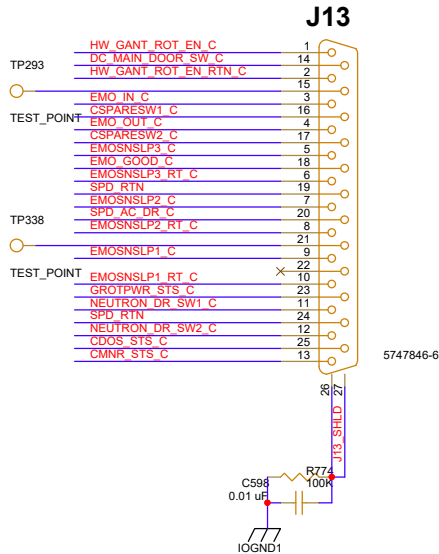 J13
HW_GANT_ROT_EN_C 1
DC_MAIN_DOOR_SW_C 14
HW_GANT_ROT_EN_RTN_C 2
TP293
15
EMO_IN_C 3
CSPARESW1_C 16
TEST_POINT
EMO_OUT_C 4
CSPARESW2_C 17
EMOSNSLP3_C 5
EMO_GOOD_C 18
EMOSNSLP3_RT_C 6
SPD_RTN 19
EMOSNSLP2_C 7
SPD_AC_DR_C 20
TP338
EMOSNSLP2_RT_C 8
21
EMOSNSLP1_C 9
22
TEST_POINT
EMOSNSLP1_RT_C 10
GROTPWR_STS_C 23
NEUTRON_DR_SW1_C 11
SPD_RTN 24
NEUTRON_DR_SW2_C 12
CDOS_STS_C 25
CMNR_STS_C 13
5747846-6
26
27
J13_SHLD
R774
100K
C598
0.01 uF
IOGND1